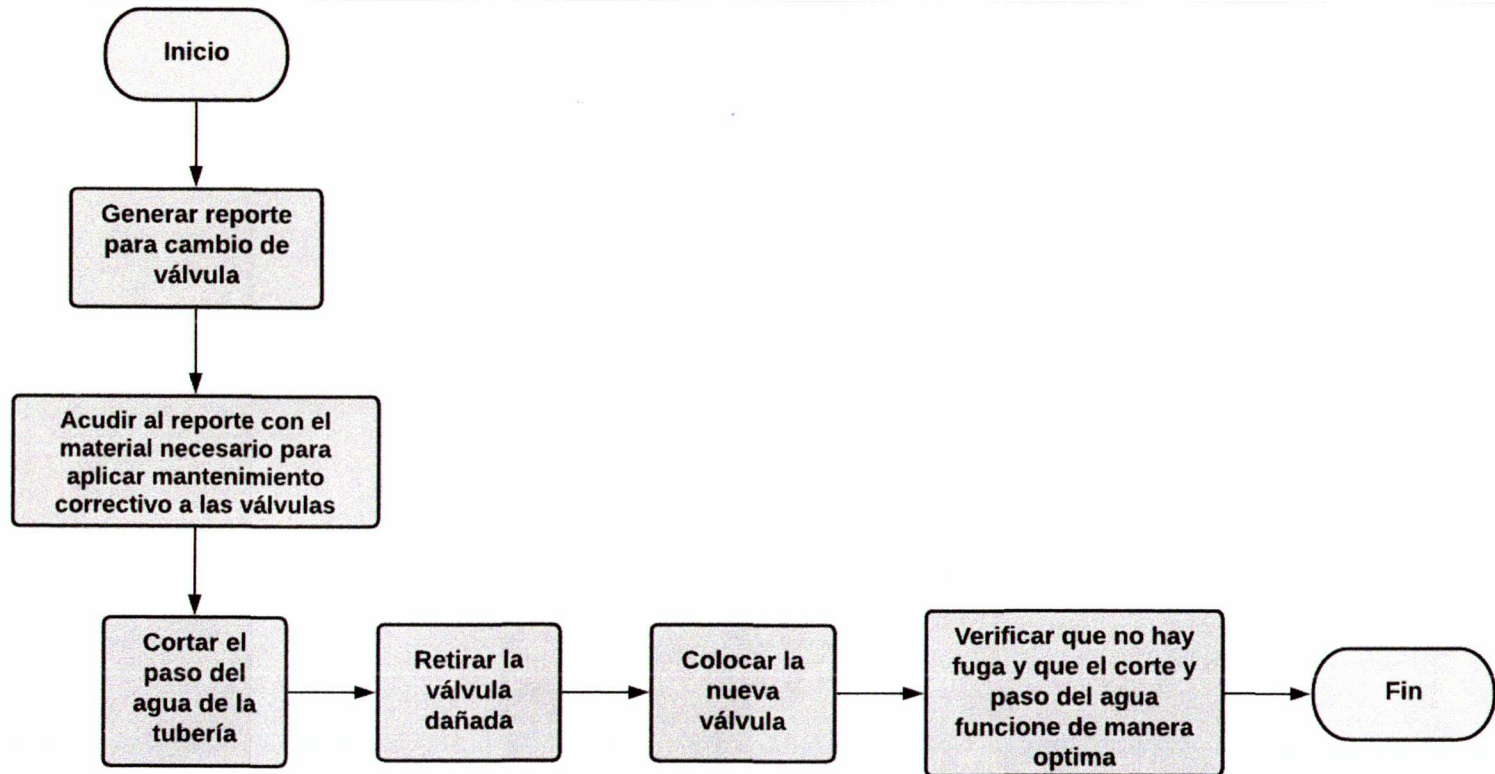 Inicio
Generar reporte
para cambio de
válvula
Acudir al reporte con el
material necesario para
aplicar mantenimiento
correctivo a las válvulas
Cortar el
paso del
agua de la
tubería
Retirar la
válvula
dañada
Colocar la
nueva
válvula
Verificar que no hay
fuga y que el corte y
paso del agua
funcione de manera
optima
Fin